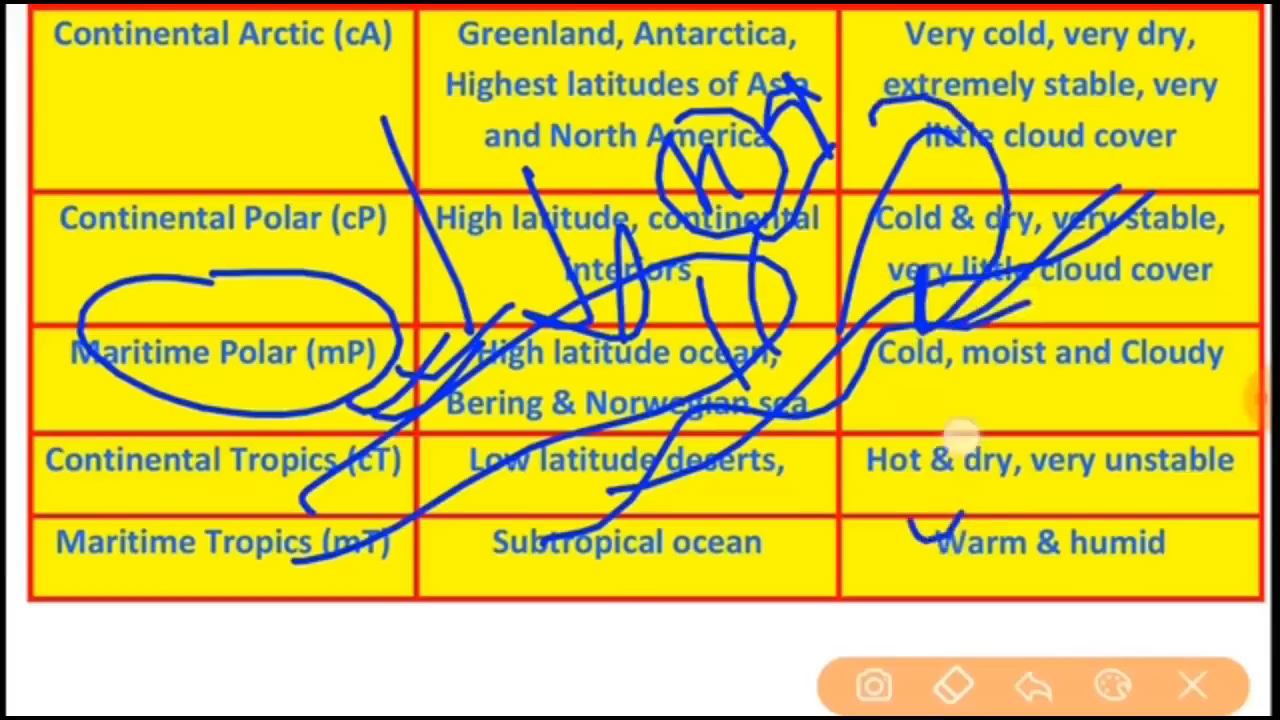 Continental Arctic (cA)
Greenland, Antarctica,
Highest latitudes of Asia
and North America
Very cold, very dry,
extremely stable, very
little cloud cover
Continental Polar (cP)
High latitude, continental
interiors
Cold & dry, very stable,
very little cloud cover
Maritime Polar (mP)
High latitude ocean,
Bering & Norwegian sea
Cold, moist and Cloudy
Continental Tropics (cT)
Low latitude deserts,
Hot & dry, very unstable
Maritime Tropics (mT)
Subtropical ocean
Warm & humid